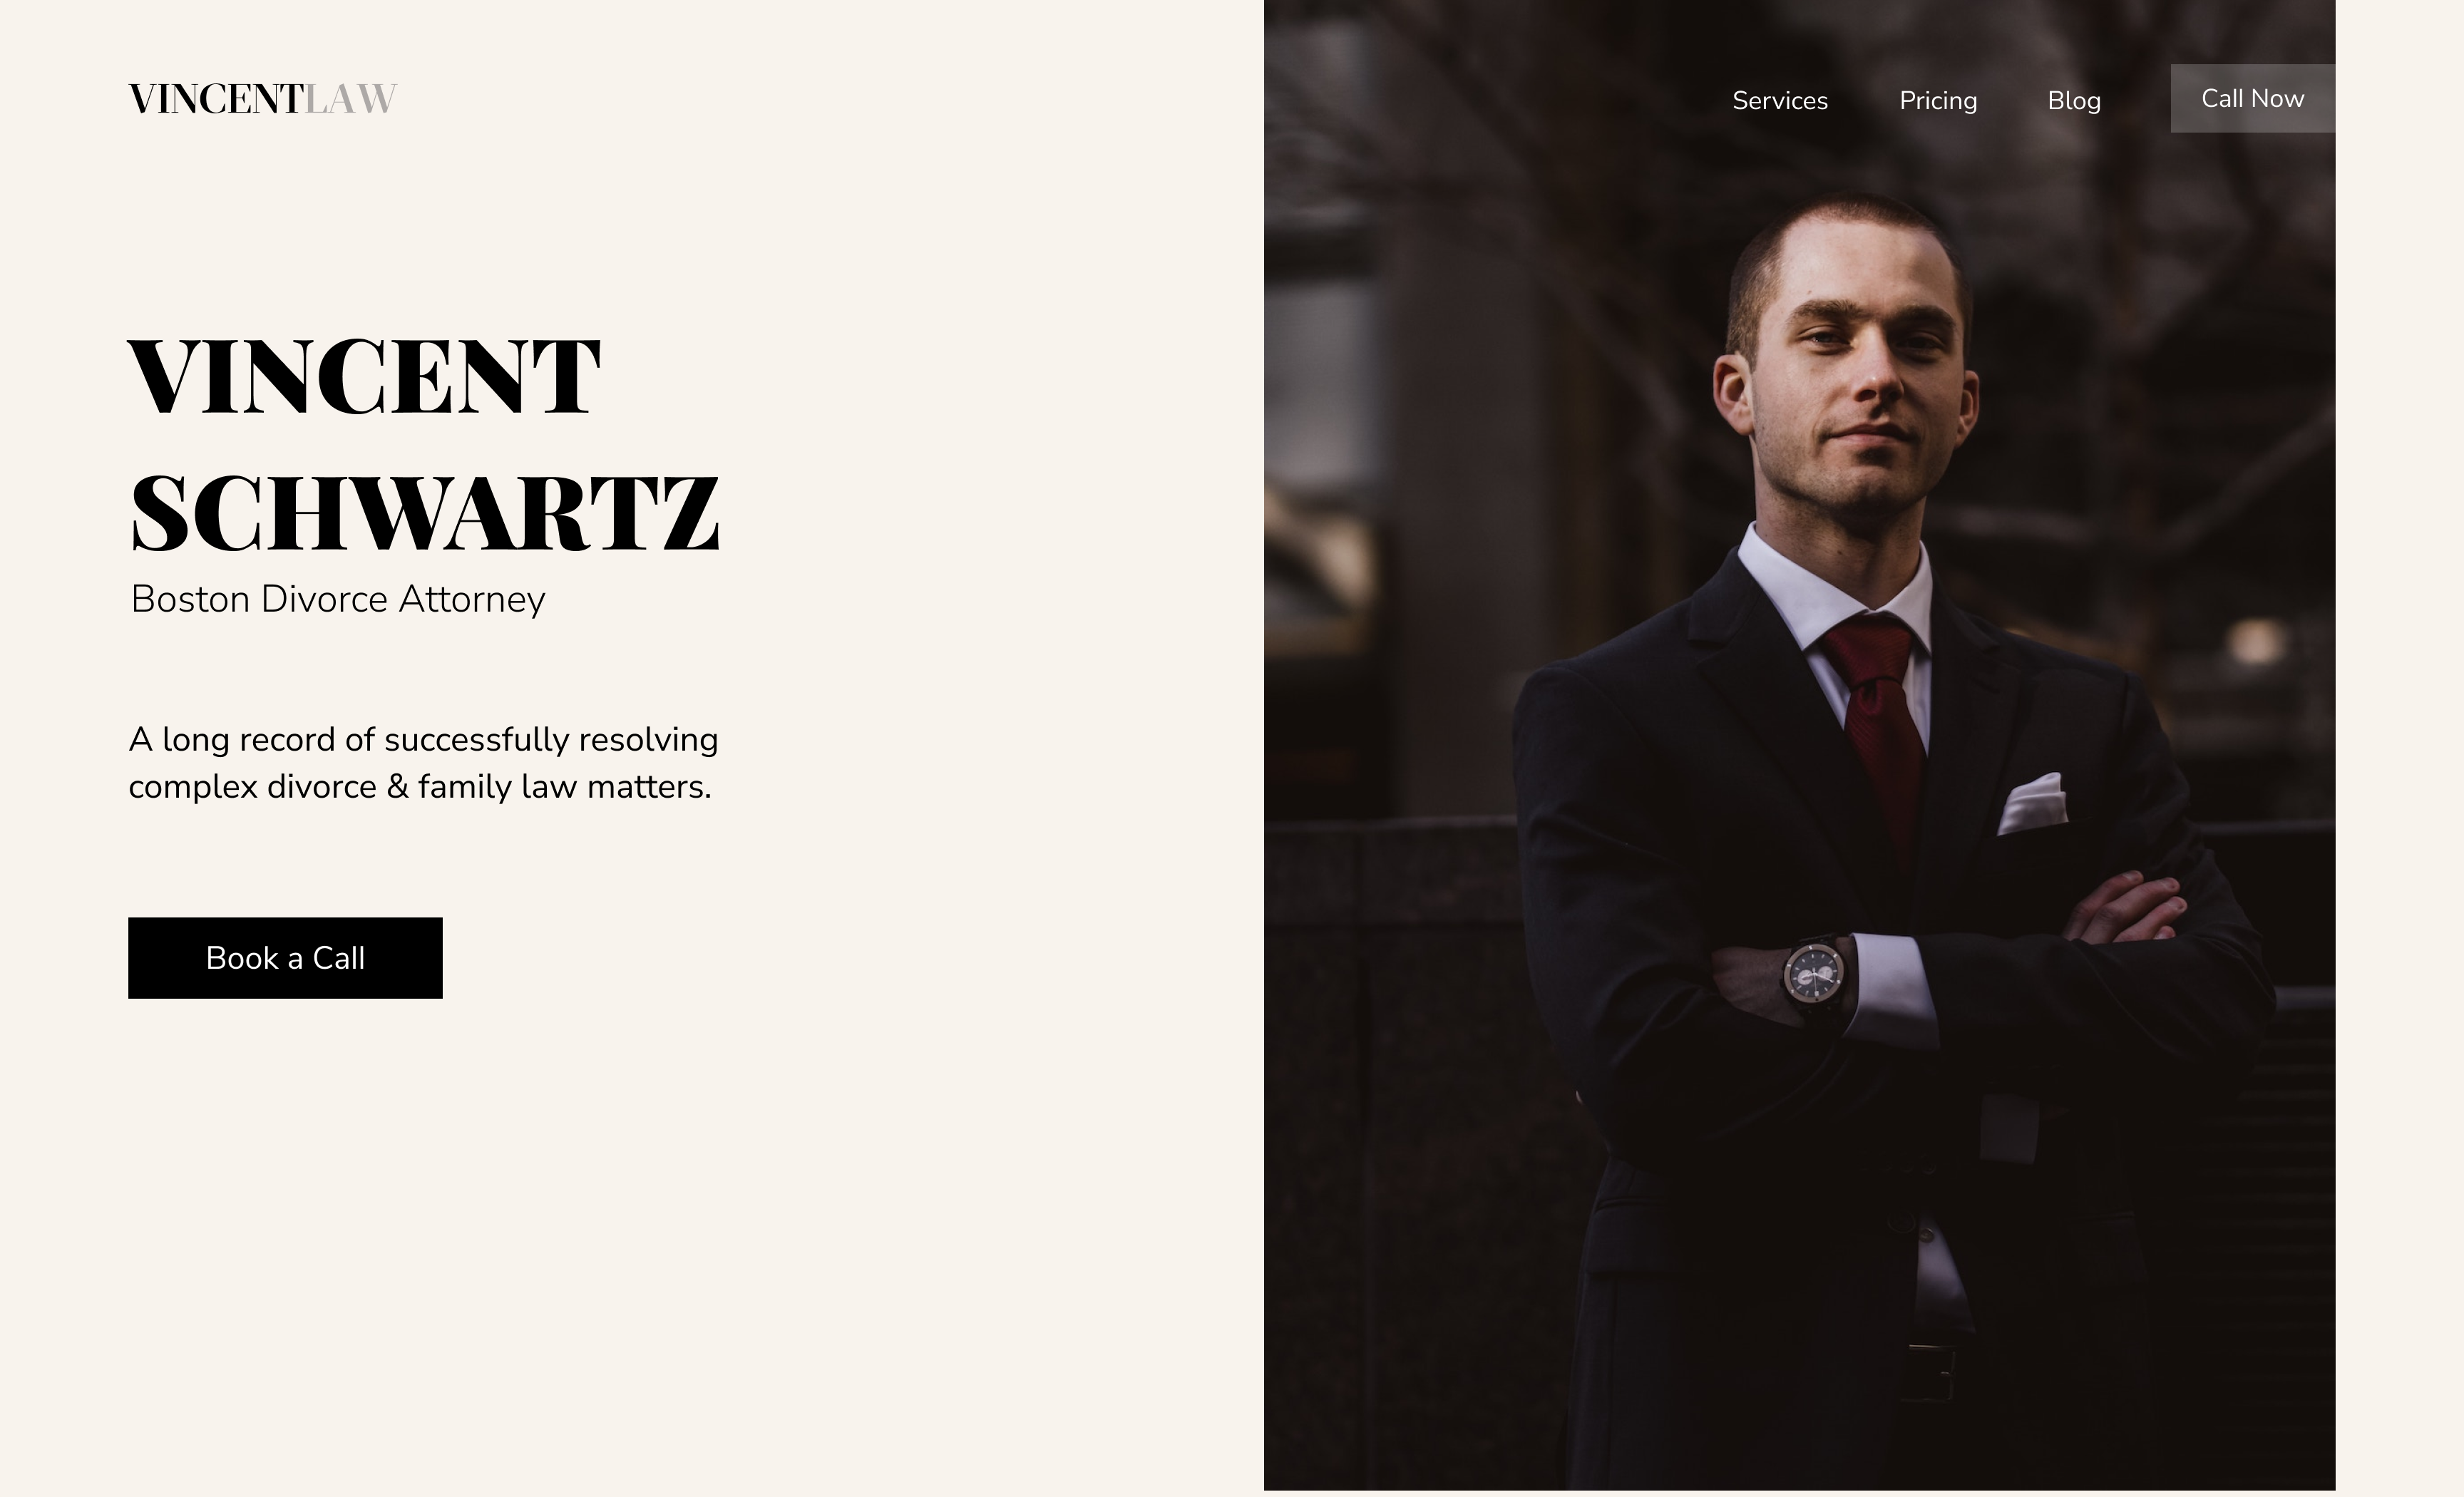 VINCENTLAW
Services
Pricing
Blog
Call Now
VINCENT
SCHWARTZ
Boston Divorce Attorney
A long record of successfully resolving
complex divorce & family law matters.
Book a Call